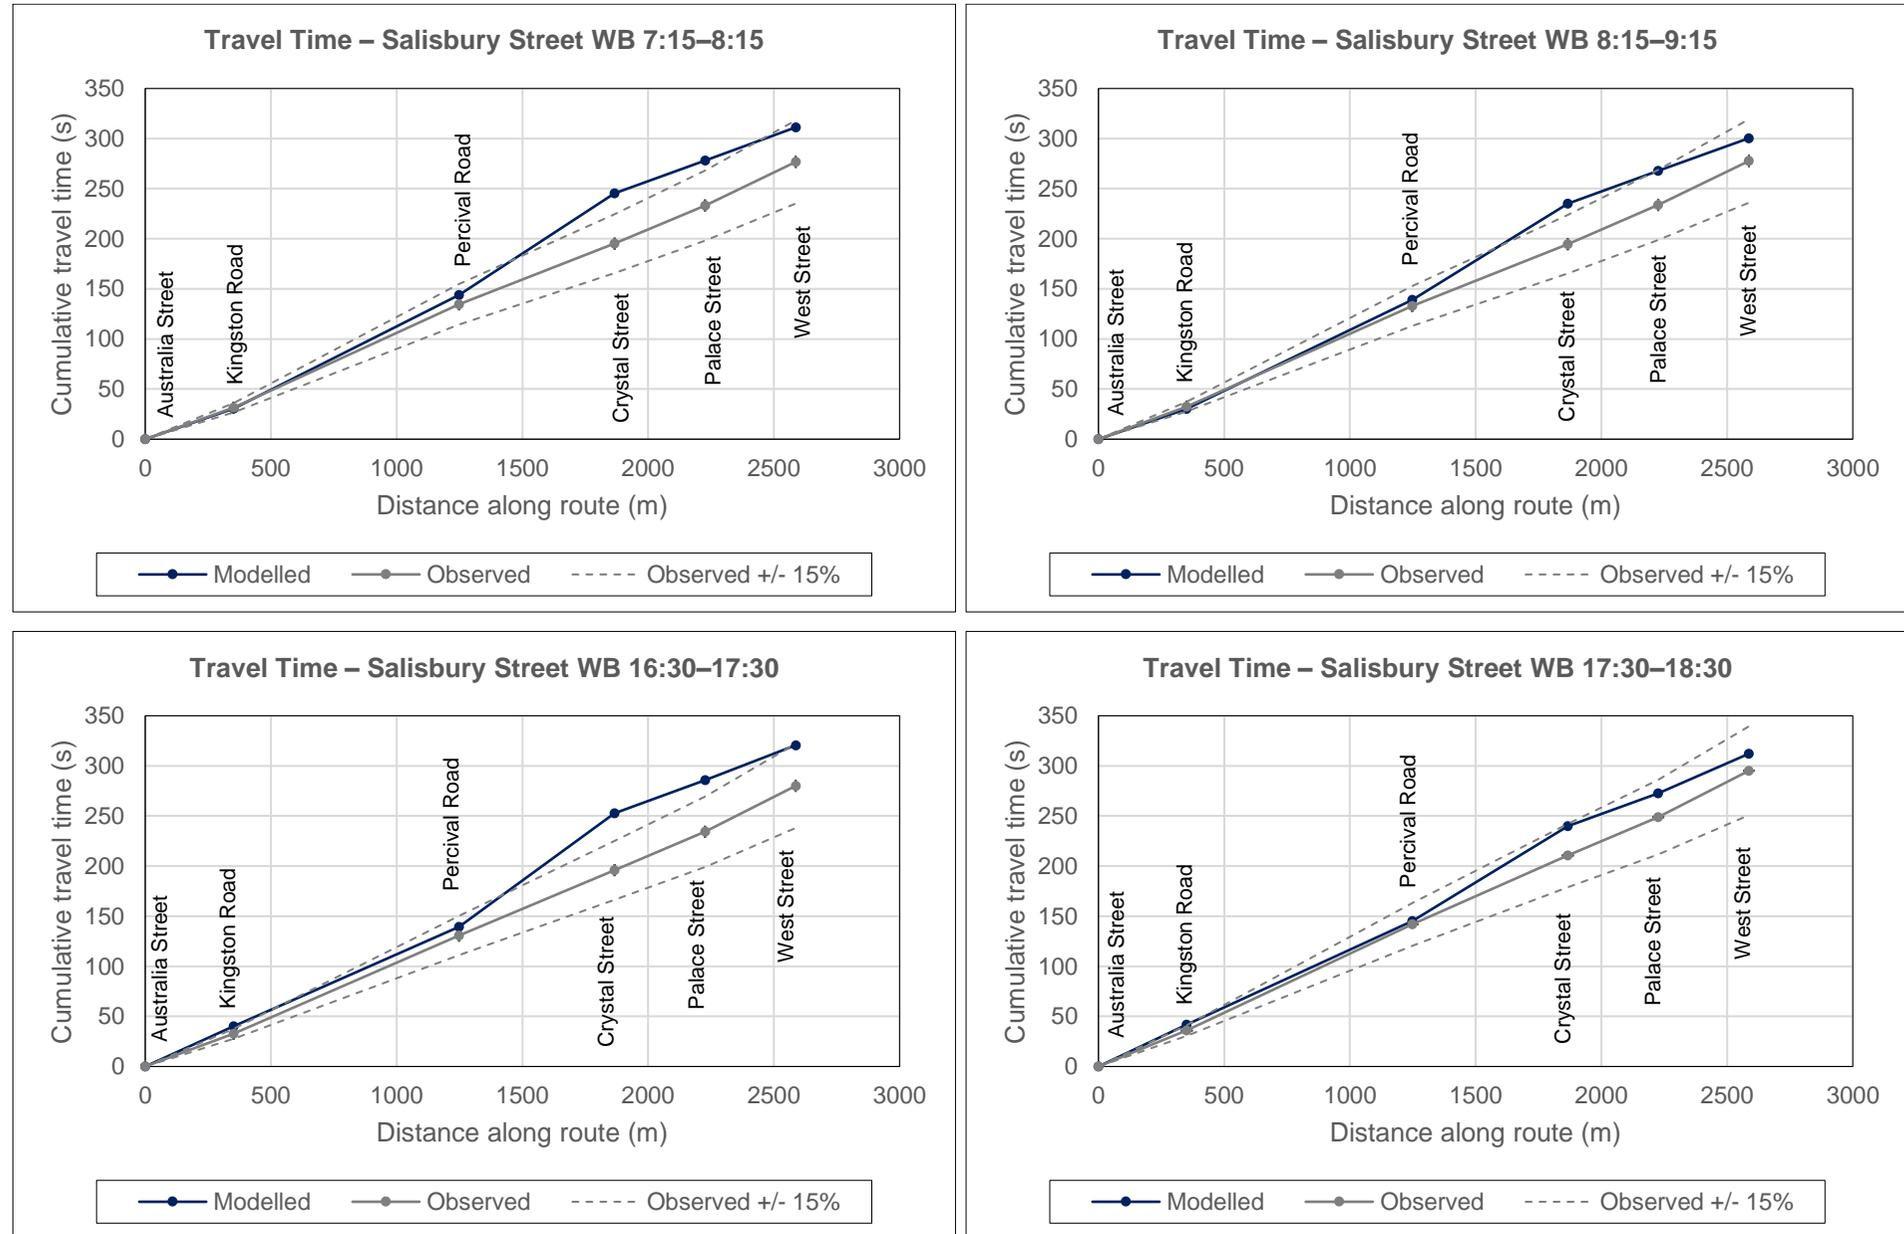 Travel Time – Salisbury Street WB 7:15–8:15
Cumulative travel time (s)
350
300
250
200
150
100
50
0
Australia Street
Kingston Road
Percival Road
Crystal Street
Palace Street
West Street
0 500 1000 1500 2000 2500 3000
Distance along route (m)
Modelled Observed Observed +/- 15%
Travel Time – Salisbury Street WB 8:15–9:15
Cumulative travel time (s)
350
300
250
200
150
100
50
0
Australia Street
Kingston Road
Percival Road
Crystal Street
Palace Street
West Street
0 500 1000 1500 2000 2500 3000
Distance along route (m)
Modelled Observed Observed +/- 15%
Travel Time – Salisbury Street WB 16:30–17:30
Cumulative travel time (s)
350
300
250
200
150
100
50
0
Australia Street
Kingston Road
Percival Road
Crystal Street
Palace Street
West Street
0 500 1000 1500 2000 2500 3000
Distance along route (m)
Modelled Observed Observed +/- 15%
Travel Time – Salisbury Street WB 17:30–18:30
Cumulative travel time (s)
350
300
250
200
150
100
50
0
Australia Street
Kingston Road
Percival Road
Crystal Street
Palace Street
West Street
0 500 1000 1500 2000 2500 3000
Distance along route (m)
Modelled Observed Observed +/- 15%